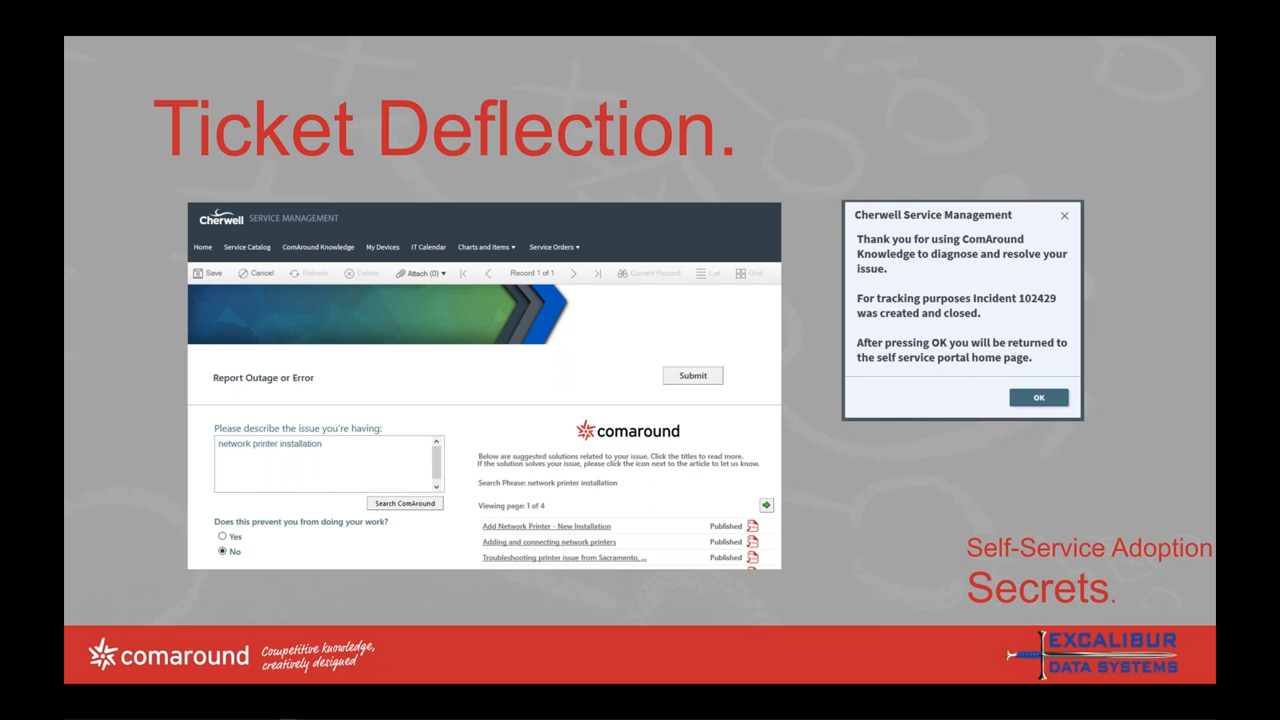 Ticket Deflection.
Cherwell SERVICE MANAGEMENT
Home Service Catalog ComAround Knowledge My Devices IT Calendar Charts and Items Service Orders
Save Cancel Refresh Delete Attach (0) Record 1 of 1 Current Record List Grid
Report Outage or Error
Submit
Please describe the issue you're having:
network printer installation
Search ComAround
Does this prevent you from doing your work?
Yes
No
comaround
Below are suggested solutions related to your issue. Click the titles to read more.
If the solution solves your issue, please click the icon next to the article to let us know.
Search Phrase: network printer installation
Viewing page: 1 of 4
Add Network Printer - New Installation Published
Adding and connecting network printers Published
Troubleshooting printer issue from Sacramento, ... Published
Cherwell Service Management
Thank you for using ComAround
Knowledge to diagnose and resolve your
issue.
For tracking purposes Incident 102429
was created and closed.
After pressing OK you will be returned to
the self service portal home page.
OK
Self-Service Adoption
Secrets.
comaround
Competitive knowledge,
creatively designed
EXCALIBUR
DATA SYSTEMS